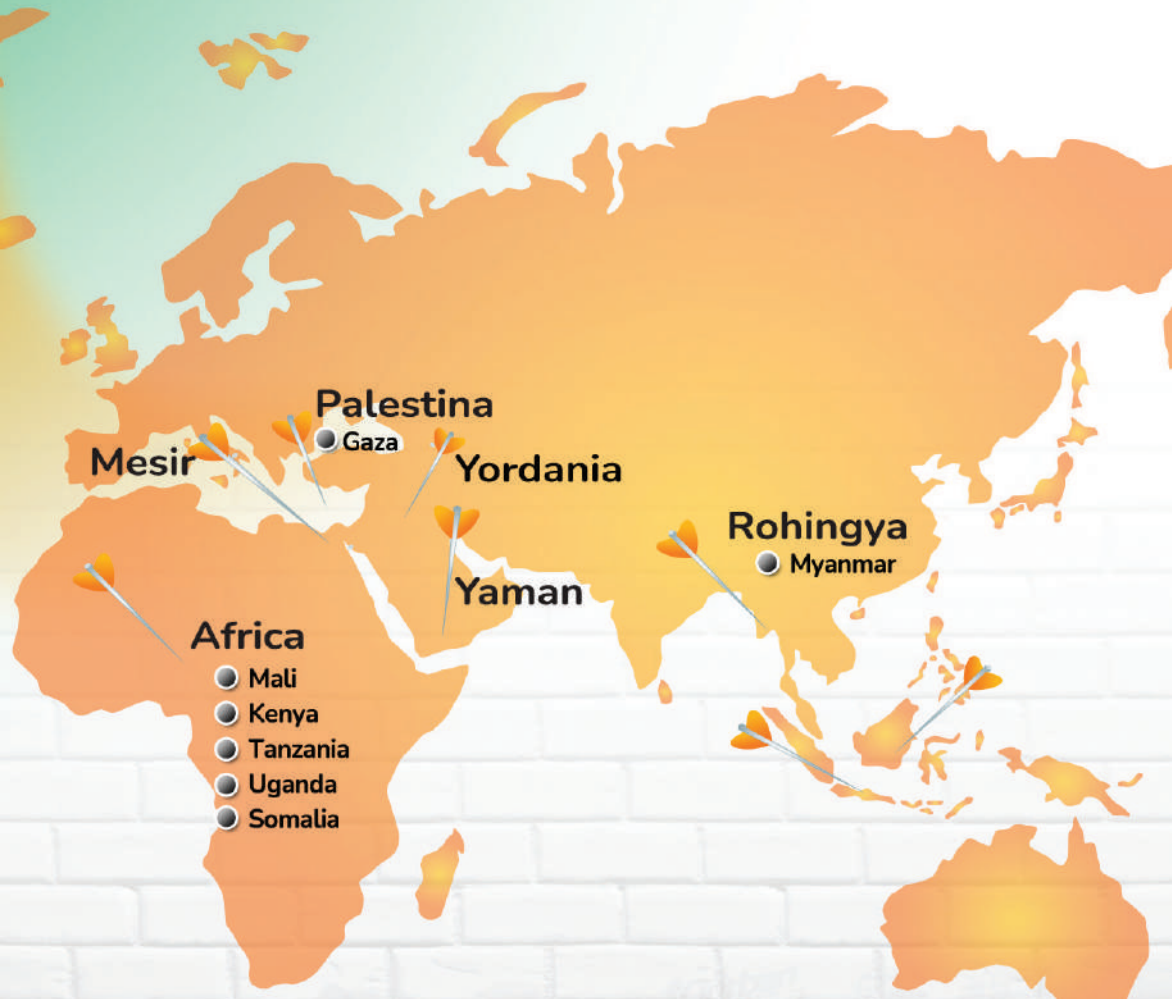 Palestina
Gaza
Mesir
Yordania
Rohingya
Myanmar
Yaman
Africa
Mali
Kenya
Tanzania
Uganda
Somalia